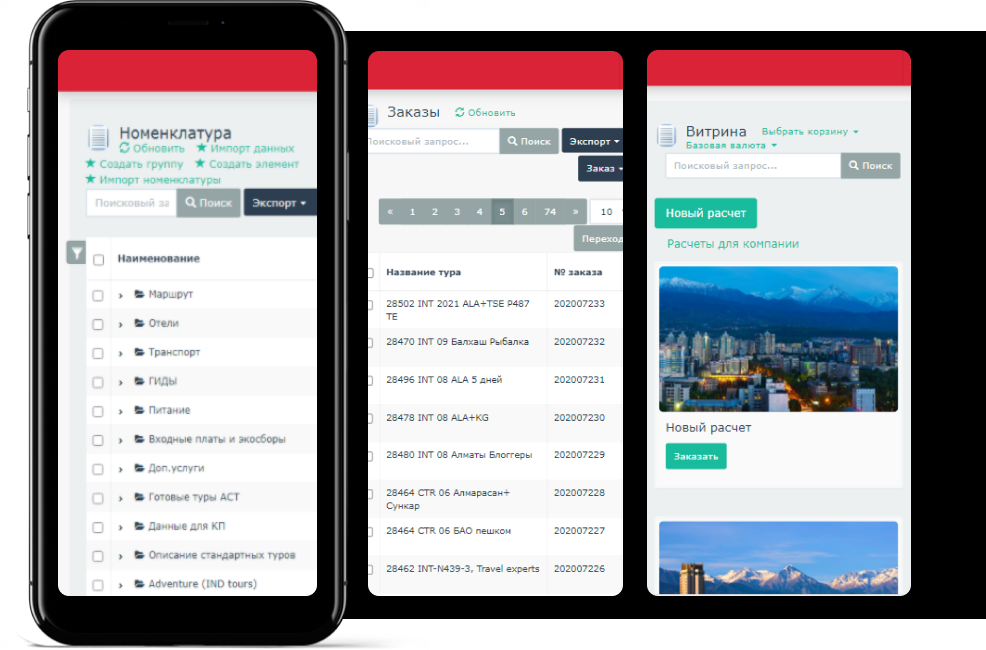 Номенклатура
Обновить Импорт данных
Создать группу Создать элемент
Импорт номенклатуры
Поисковый за Поиск Экспорт
Наименование
Маршрут
Отели
Транспорт
ГИДЫ
Питание
Входные платы и экосборы
Доп.услуги
Готовые туры АСТ
Данные для КП
Описание стандартных туров
Adventure (IND tours)
Заказы Обновить
Поисковый запрос... Поиск Экспорт
Заказ
« 1 2 3 4 5 6 74 » 10
Переход
Название тура № заказа
28502 INT 2021 ALA+TSE P487 202007233
TE
28470 INT 09 Балхаш Рыбалка 202007232
28496 INT 08 ALA 5 дней 202007231
28478 INT 08 ALA+KG 202007230
28480 INT 08 Алматы Блоггеры 202007229
28464 CTR 06 Алмарасан+ 202007228
Сункар
28464 CTR 06 БАО пешком 202007227
28462 INT-N439-3, Travel experts 202007226
Витрина Выбрать корзину
Базовая валюта
Поисковый запрос... Поиск
Новый расчет
Расчеты для компании
Новый расчет
Заказать